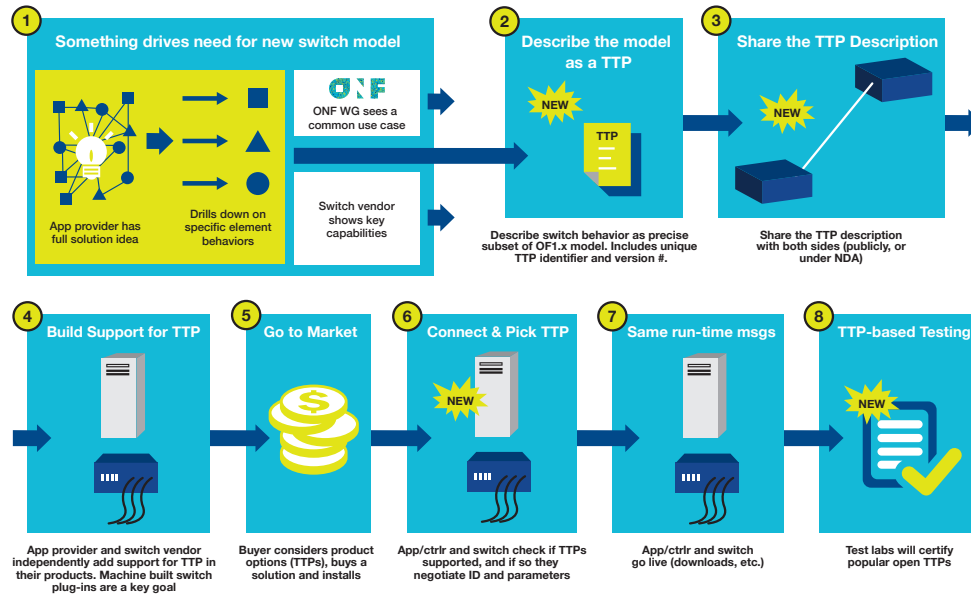 1
Something drives need for new switch model
App provider has
full solution idea
Drills down on
specific element
behaviors
ONF
ONF WG sees a
common use case
Switch vendor
shows key
capabilities
2
Describe the model
as a TTP
NEW
TTP
Describe switch behavior as precise
subset of OF1.x model. Includes unique
TTP identifier and version #.
3
Share the TTP Description
NEW
Share the TTP description
with both sides (publicly, or
under NDA)
4
Build Support for TTP
App provider and switch vendor
independently add support for TTP in
their products. Machine built switch
plug-ins are a key goal
5
Go to Market
$
Buyer considers product
options (TTPs), buys a
solution and installs
6
Connect & Pick TTP
NEW
App/ctrlr and switch check if TTPs
supported, and if so they
negotiate ID and parameters
7
Same run-time msgs
App/ctrlr and switch
go live (downloads, etc.)
8
TTP-based Testing
NEW
Test labs will certify
popular open TTPs